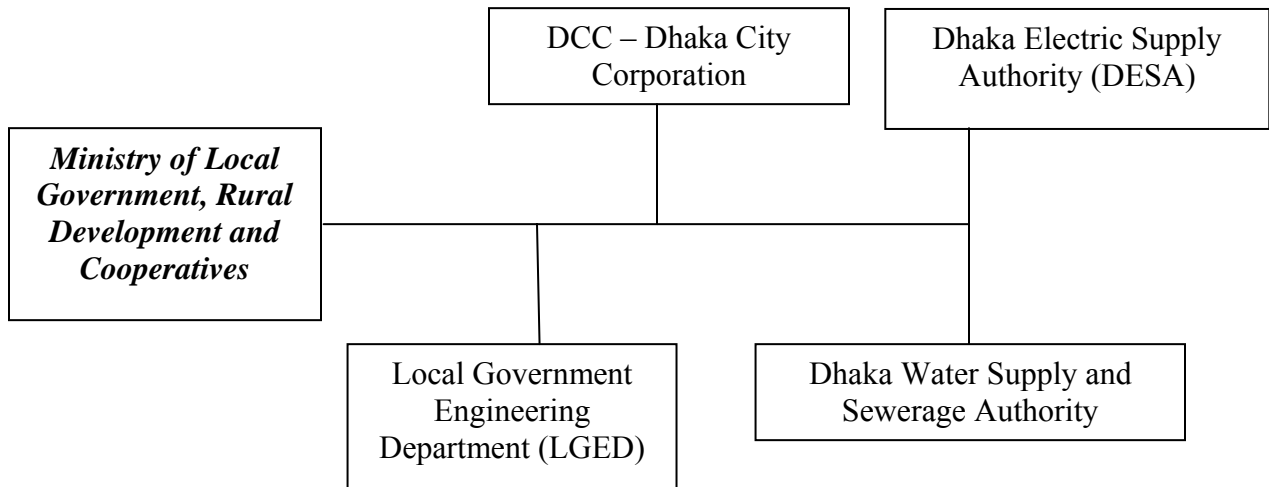 DCC – Dhaka City
Corporation
Dhaka Electric Supply
Authority (DESA)
Ministry of Local
Government, Rural
Development and
Cooperatives
Local Government
Engineering
Department (LGED)
Dhaka Water Supply and
Sewerage Authority